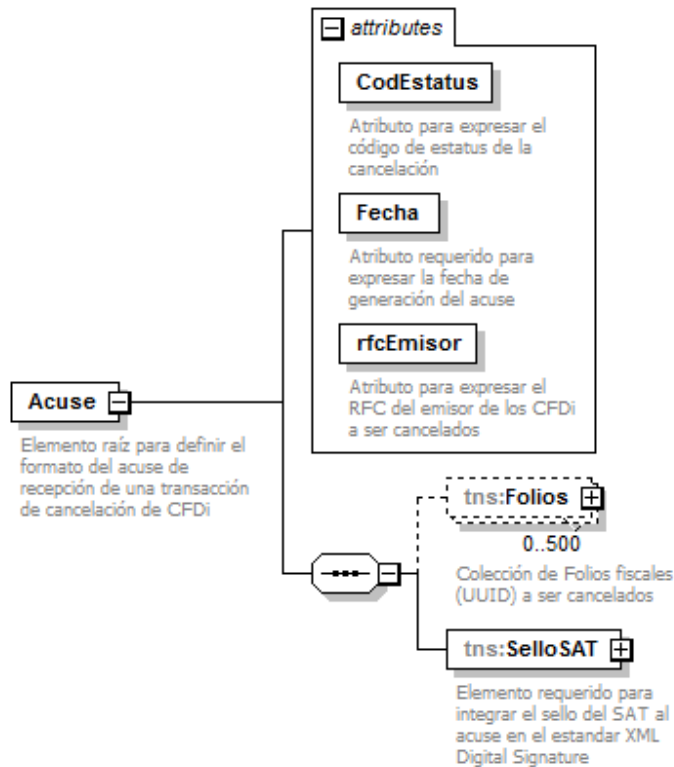 attributes
CodEstatus
Atributo para expresar el
código de estatus de la
cancelación
Fecha
Atributo requerido para
expresar la fecha de
generación del acuse
rfcEmisor
Atributo para expresar el
RFC del emisor de los CFDi
a ser cancelados
Acuse
Elemento raíz para definir el
formato del acuse de
recepción de una transacción
de cancelación de CFDi
tns:Folios
0..500
Colección de Folios fiscales
(UUID) a ser cancelados
tns:SelloSAT
Elemento requerido para
integrar el sello del SAT al
acuse en el estandar XML
Digital Signature